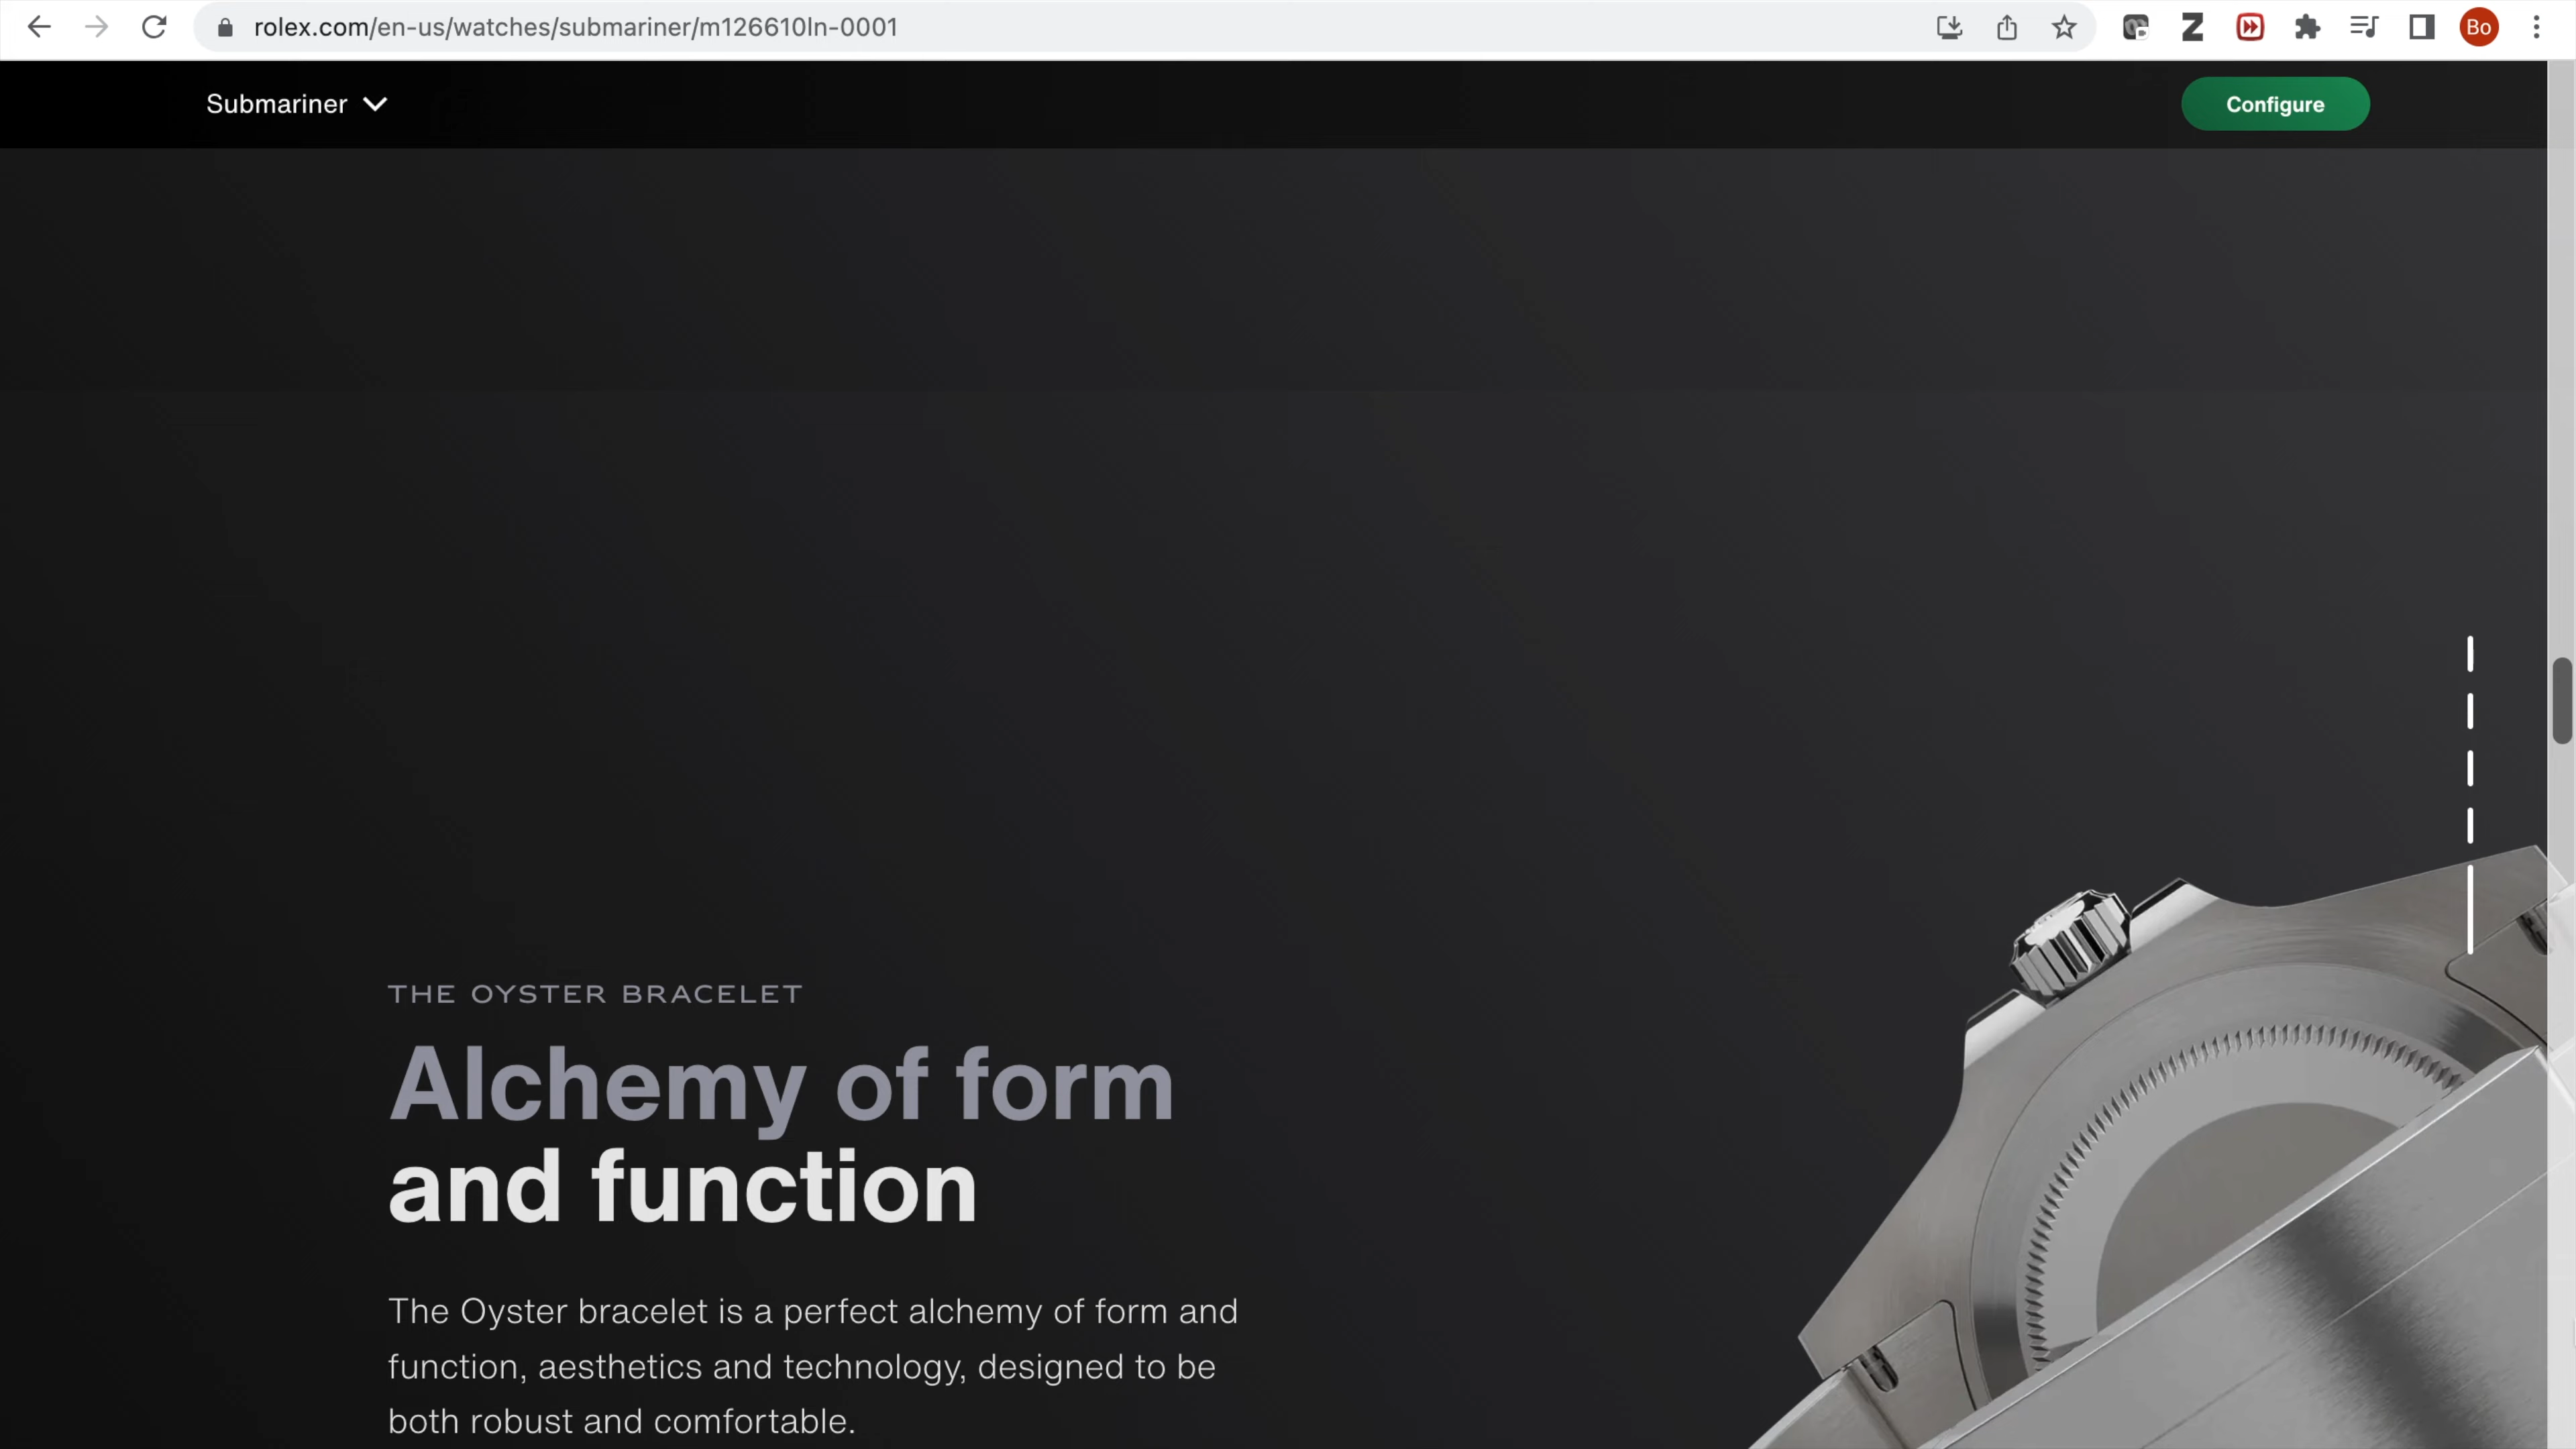 rolex.com/en-us/watches/submariner/m126610ln-0001
Bo
Submariner
Configure
THE OYSTER BRACELET
Alchemy of form
and function
The Oyster bracelet is a perfect alchemy of form and
function, aesthetics and technology, designed to be
both robust and comfortable.